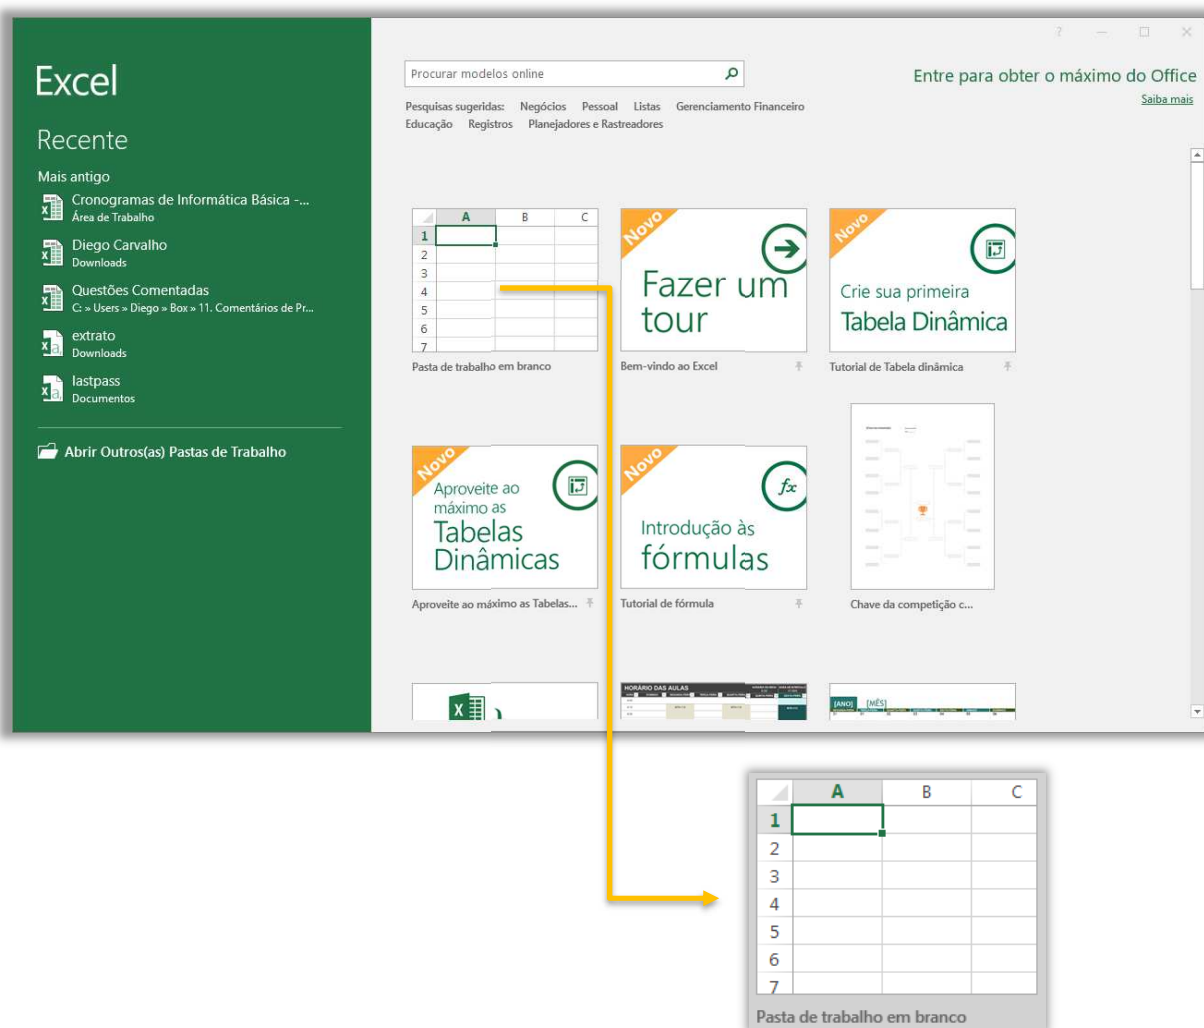 ?
Excel
Recente
Mais antigo
Cronogramas de Informática Básica -...
Área de Trabalho
Diego Carvalho
Downloads
Questões Comentadas
C: » Users » Diego » Box » 11. Comentários de Pr...
extrato
Downloads
lastpass
Documentos
Abrir Outros(as) Pastas de Trabalho
Procurar modelos online
Entre para obter o máximo do Office
Saiba mais
Pesquisas sugeridas: Negócios Pessoal Listas Gerenciamento Financeiro
Educação Registros Planejadores e Rastreadores
A B C
1
2
3
4
5
6
7
Pasta de trabalho em branco
Novo
Fazer um
tour
Bem-vindo ao Excel
Novo
Crie sua primeira
Tabela Dinâmica
Tutorial de Tabela dinâmica
Novo
Aproveite ao
máximo as
Tabelas
Dinâmicas
Aproveite ao máximo as Tabelas...
Novo
fx
Introdução às
fórmulas
Tutorial de fórmula
Chave da competição c...
X
HORÁRIO DAS AULAS
[ANO] [MÊS]
A B C
1
2
3
4
5
6
7
Pasta de trabalho em branco